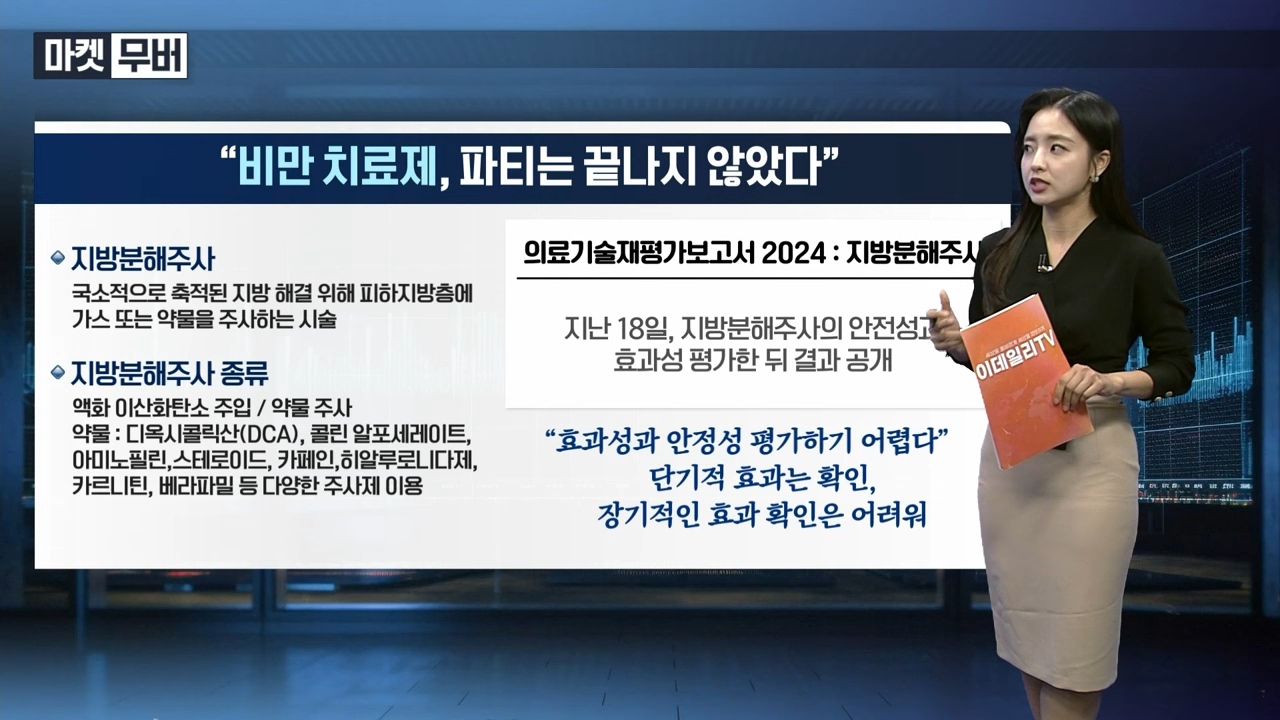 마켓무버
“비만 치료제, 파티는 끝나지 않았다”
지방분해주사
국소적으로 축적된 지방 해결 위해 피하지방층에
가스 또는 약물을 주사하는 시술
지방분해주사 종류
액화 이산화탄소 주입 / 약물 주사
약물 : 디옥시콜릭산(DCA), 콜린 알포세레이트,
아미노필린,스테로이드, 카페인,히알루로니다제,
카르니틴, 베라파밀 등 다양한 주사제 이용
의료기술재평가보고서 2024 : 지방분해주사
지난 18일, 지방분해주사의 안전성과
효과성 평가한 뒤 결과 공개
“효과성과 안정성 평가하기 어렵다”
단기적 효과는 확인,
장기적인 효과 확인은 어려워
이데일리TV